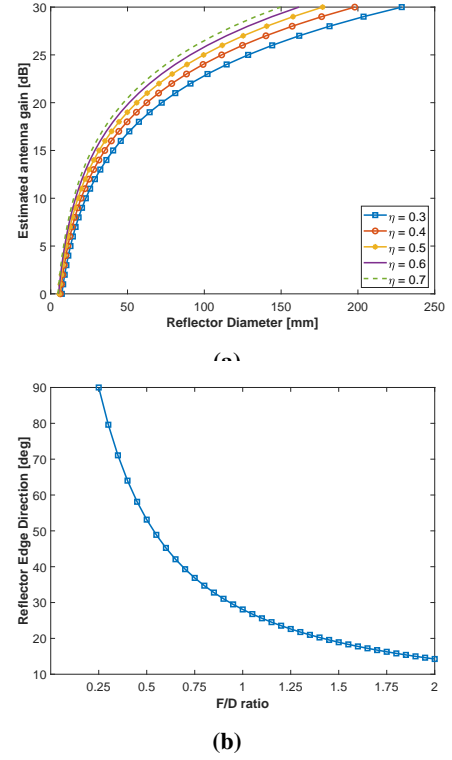 30
25
20
15
10
5
0
Estimated antenna gain [dB]
η = 0.3
η = 0.4
η = 0.5
η = 0.6
η = 0.7
0 50 100 150 200 250
Reflector Diameter [mm]
(a)
90
80
70
60
50
40
30
20
10
Reflector Edge Direction [deg]
0.25 0.5 0.75 1 1.25 1.5 1.75 2
F/D ratio
(b)